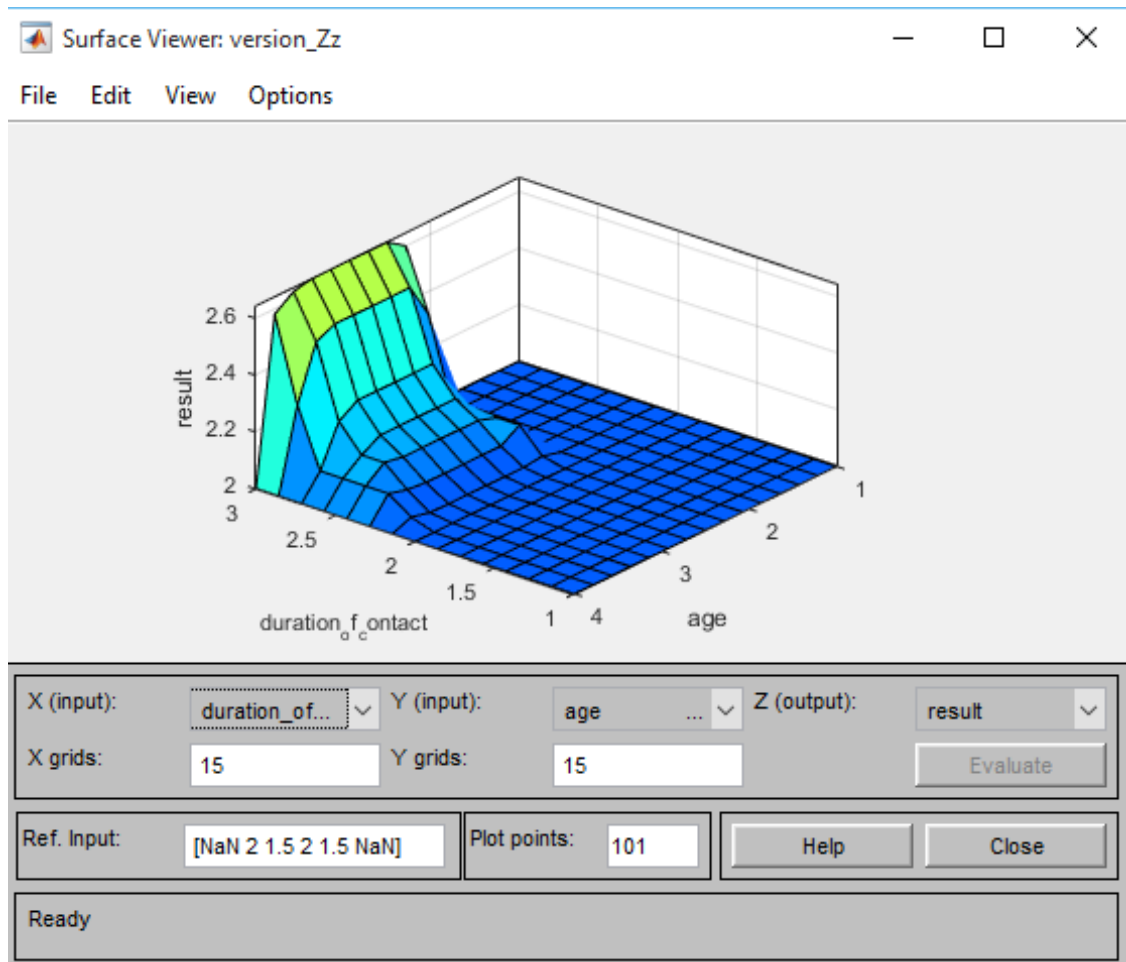 Surface Viewer: version_Zz
File Edit View Options
2.6
2.4
2.2
2
result
3
2.5
2
1.5
1
duration_of_contact
4
3
2
1
age
X (input): duration_of... Y (input): age ... Z (output): result
X grids: 15 Y grids: 15 Evaluate
Ref. Input: [NaN 2 1.5 2 1.5 NaN] Plot points: 101 Help Close
Ready